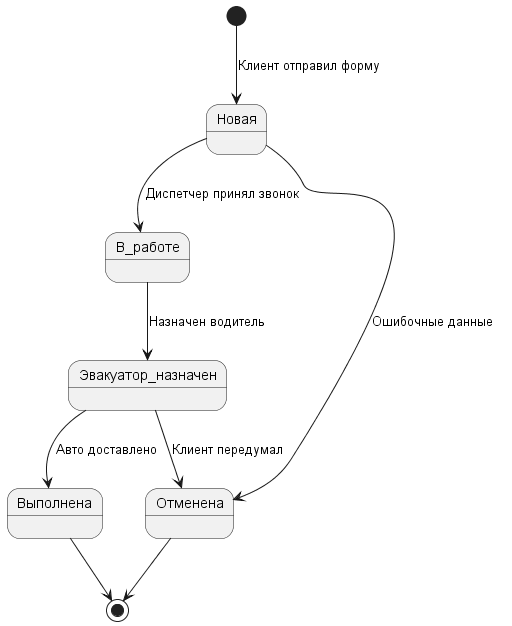 Клиент отправил форму
Новая
Диспетчер принял звонок
В_работе
Назначен водитель
Ошибочные данные
Эвакуатор_назначен
Авто доставлено
Клиент передумал
Выполнена
Отменена